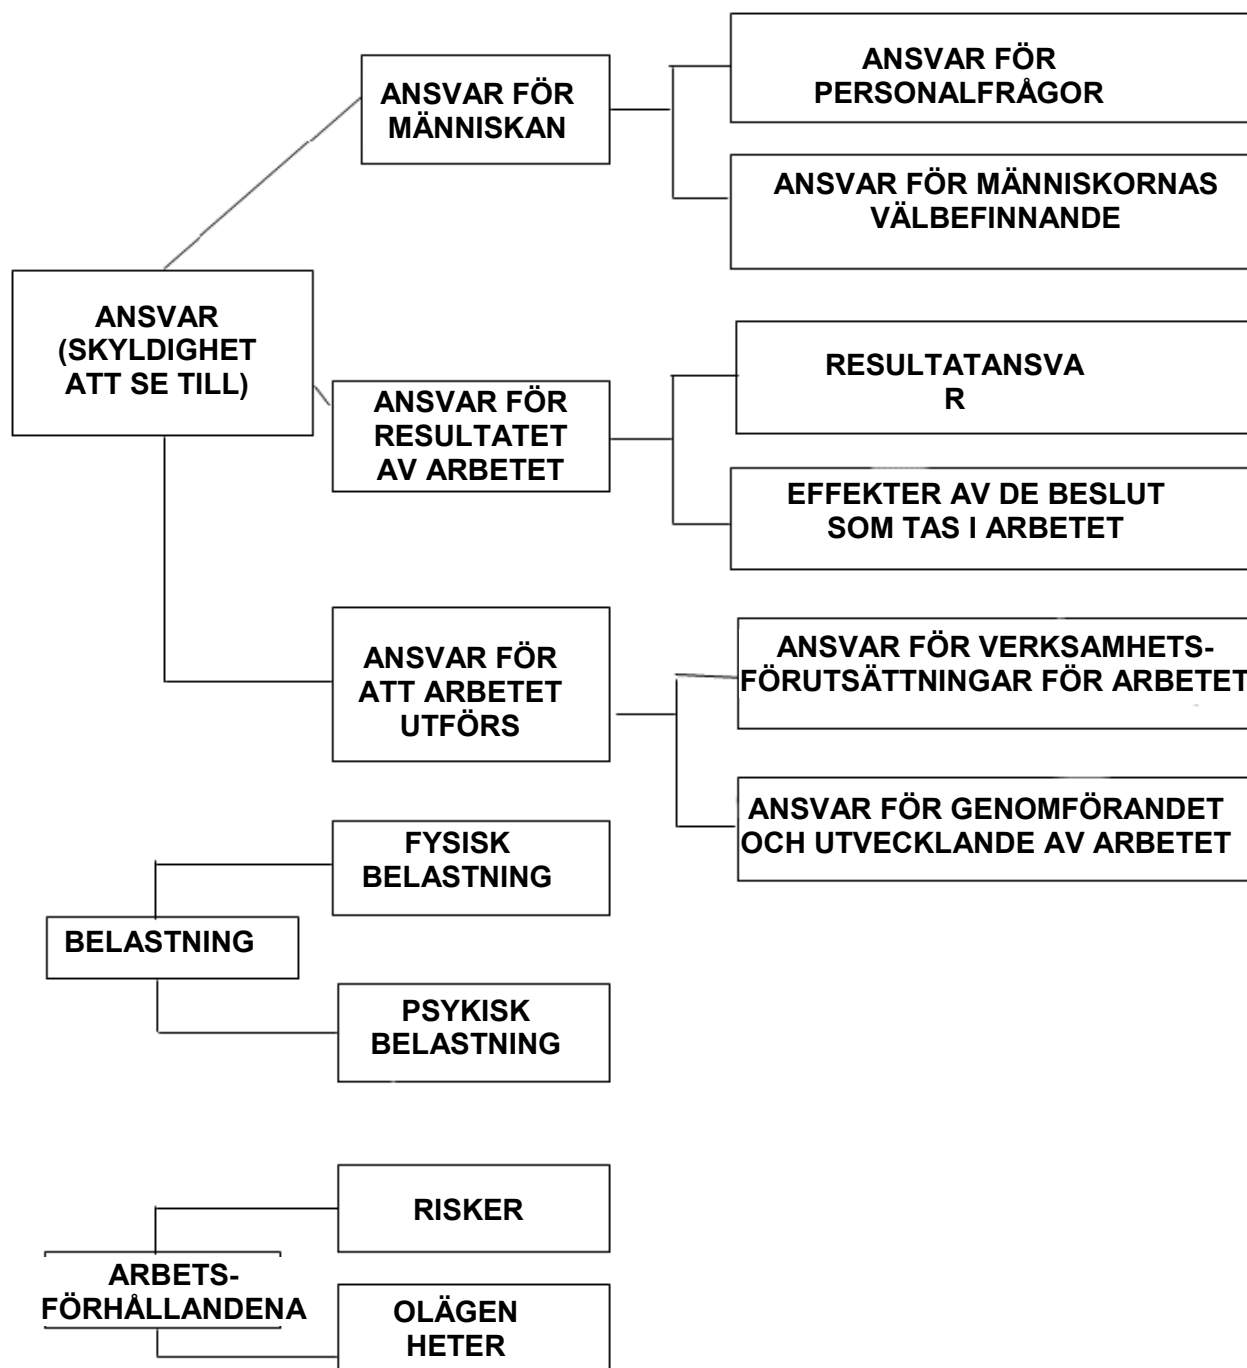 ANSVAR FÖR
MÄNNISKAN
ANSVAR FÖR
PERSONALFRÅGOR
ANSVAR FÖR MÄNNISKORNAS
VÄLBEFINNANDE
ANSVAR
(SKYLDIGHET
ATT SE TILL)
ANSVAR FÖR
RESULTATET
AV ARBETET
RESULTATANSVA
R
EFFEKTER AV DE BESLUT
SOM TAS I ARBETET
ANSVAR FÖR
ATT ARBETET
UTFÖRS
ANSVAR FÖR VERKSAMHETS-
FÖRUTSÄTTNINGAR FÖR ARBETET
ANSVAR FÖR GENOMFÖRANDET
OCH UTVECKLANDE AV ARBETET
FYSISK
BELASTNING
BELASTNING
PSYKISK
BELASTNING
RISKER
ARBETS-
FÖRHÅLLANDENA
OLÄGEN
HETER